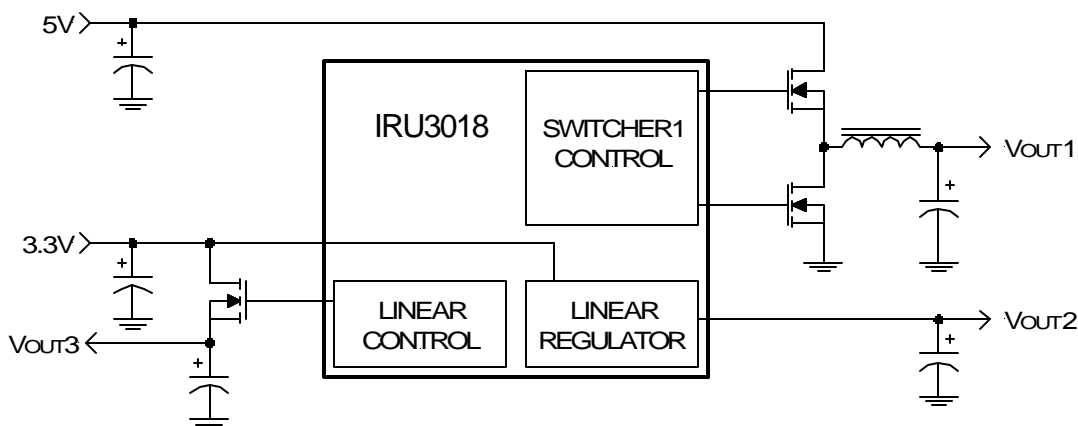 5V
+
IRU3018
SWITCHER1
CONTROL
VOUT1
+
3.3V
+
LINEAR
CONTROL
LINEAR
REGULATOR
VOUT2
+
VOUT3
+